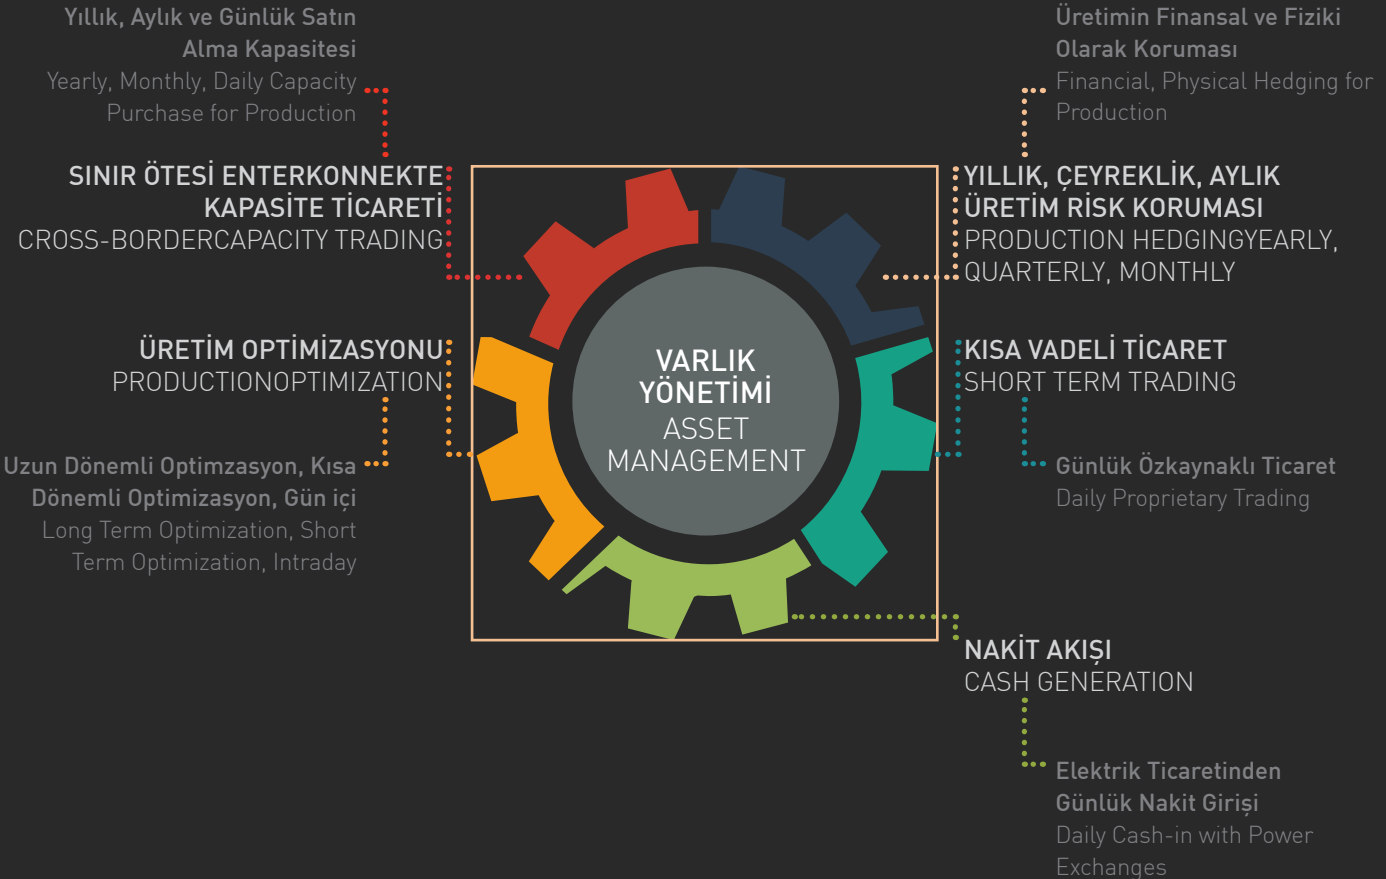 Yıllık, Aylık ve Günlük Satın
Alma Kapasitesi
Yearly, Monthly, Daily Capacity
Purchase for Production
SINIR ÖTESİ ENTERKONNEKTE
KAPASİTE TİCARETİ
CROSS-BORDERCAPACITY TRADING
ÜRETİM OPTİMİZASYONU
PRODUCTIONOPTIMIZATION
Uzun Dönemli Optimzasyon, Kısa
Dönemli Optimizasyon, Gün içi
Long Term Optimization, Short
Term Optimization, Intraday
VARLIK
YÖNETİMİ
ASSET
MANAGEMENT
Üretimin Finansal ve Fiziki
Olarak Koruması
Financial, Physical Hedging for
Production
YILLIK, ÇEYREKLİK, AYLIK
ÜRETİM RİSK KORUMASI
PRODUCTION HEDGINGYEARLY,
QUARTERLY, MONTHLY
KISA VADELİ TİCARET
SHORT TERM TRADING
Günlük Özkaynaklı Ticaret
Daily Proprietary Trading
NAKİT AKIŞI
CASH GENERATION
Elektrik Ticaretinden
Günlük Nakit Girişi
Daily Cash-in with Power
Exchanges